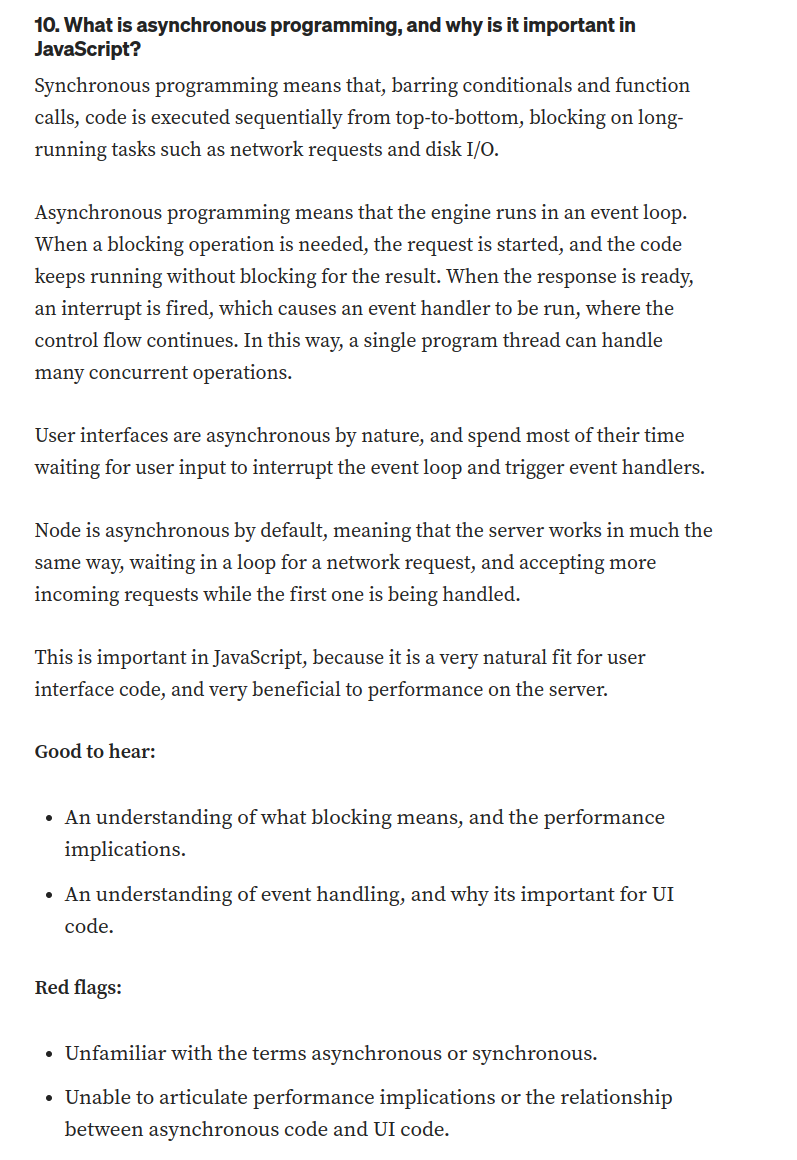 10. What is asynchronous programming, and why is it important in
JavaScript?
Synchronous programming means that, barring conditionals and function
calls, code is executed sequentially from top-to-bottom, blocking on long-
running tasks such as network requests and disk I/O.
Asynchronous programming means that the engine runs in an event loop.
When a blocking operation is needed, the request is started, and the code
keeps running without blocking for the result. When the response is ready,
an interrupt is fired, which causes an event handler to be run, where the
control flow continues. In this way, a single program thread can handle
many concurrent operations.
User interfaces are asynchronous by nature, and spend most of their time
waiting for user input to interrupt the event loop and trigger event handlers.
Node is asynchronous by default, meaning that the server works in much the
same way, waiting in a loop for a network request, and accepting more
incoming requests while the first one is being handled.
This is important in JavaScript, because it is a very natural fit for user
interface code, and very beneficial to performance on the server.
Good to hear:
• An understanding of what blocking means, and the performance
implications.
• An understanding of event handling, and why its important for UI
code.
Red flags:
• Unfamiliar with the terms asynchronous or synchronous.
• Unable to articulate performance implications or the relationship
between asynchronous code and UI code.